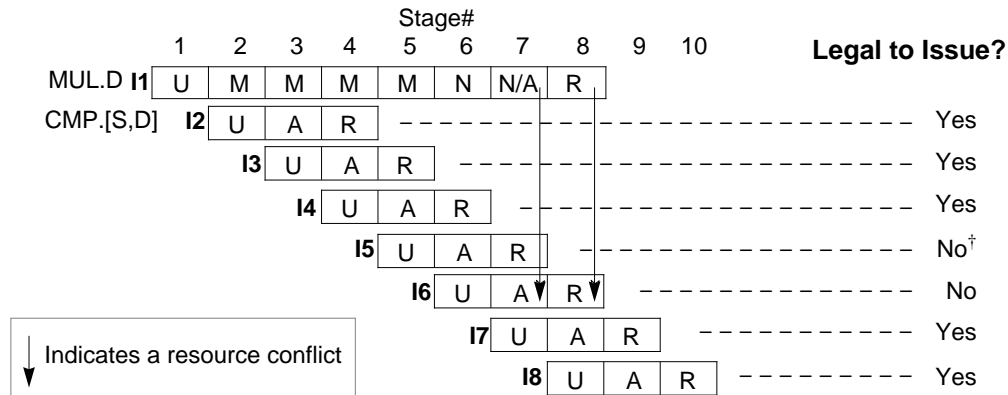 Stage#
1 2 3 4 5 6 7 8 9 10 Legal to Issue?
MUL.D I1 U M M M M N N/A R
CMP.[S,D] I2 U A R Yes
I3 U A R Yes
I4 U A R Yes
I5 U A R No†
I6 U A R No
I7 U A R Yes
Indicates a resource conflict
I8 U A R Yes